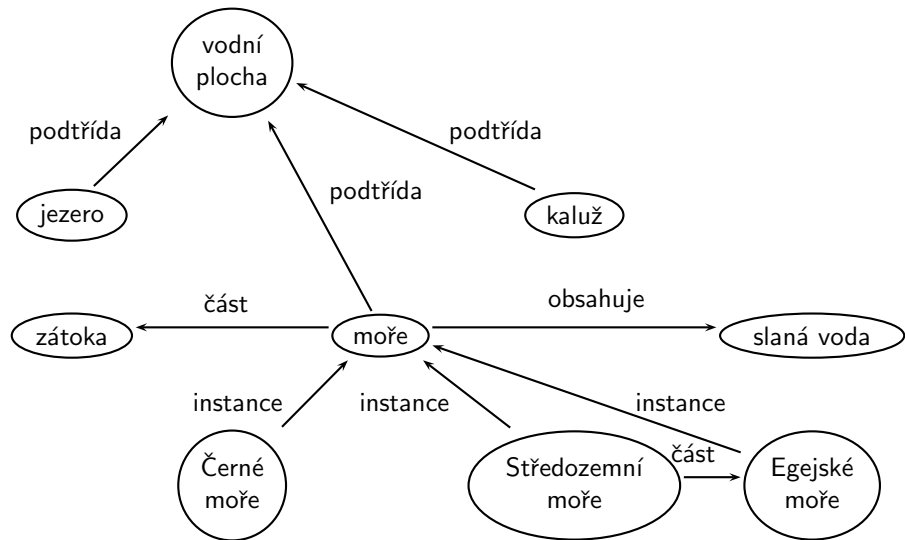 vodní
plocha
podtřída
podtřída
podtřída
jezero
kaluž
část
obsahuje
zátoka
moře
slaná voda
instance
instance
instance
Černé
moře
Středozemní
moře
část
Egejské
moře